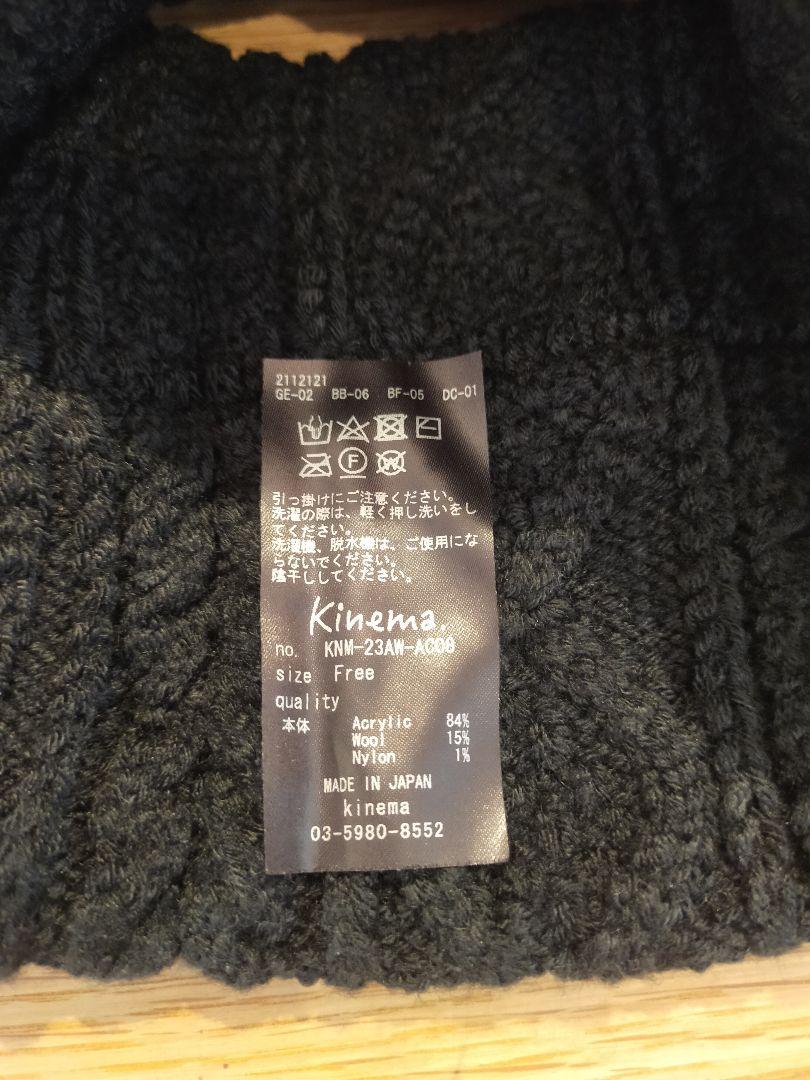 2112121
GE-02 BB-06 BF-05 DC-01
F
W
引っ掛けにご注意ください。
洗濯の際は、軽く押し洗いをし
てください。
洗濯機、脱水機は、ご使用にな
らないでください。
陰干ししてください。
Kinema.
no. KNM-23AW-AC08
size Free
quality
本体 Acrylic 84%
Wool 15%
Nylon 1%
MADE IN JAPAN
kinema
03-5980-8552